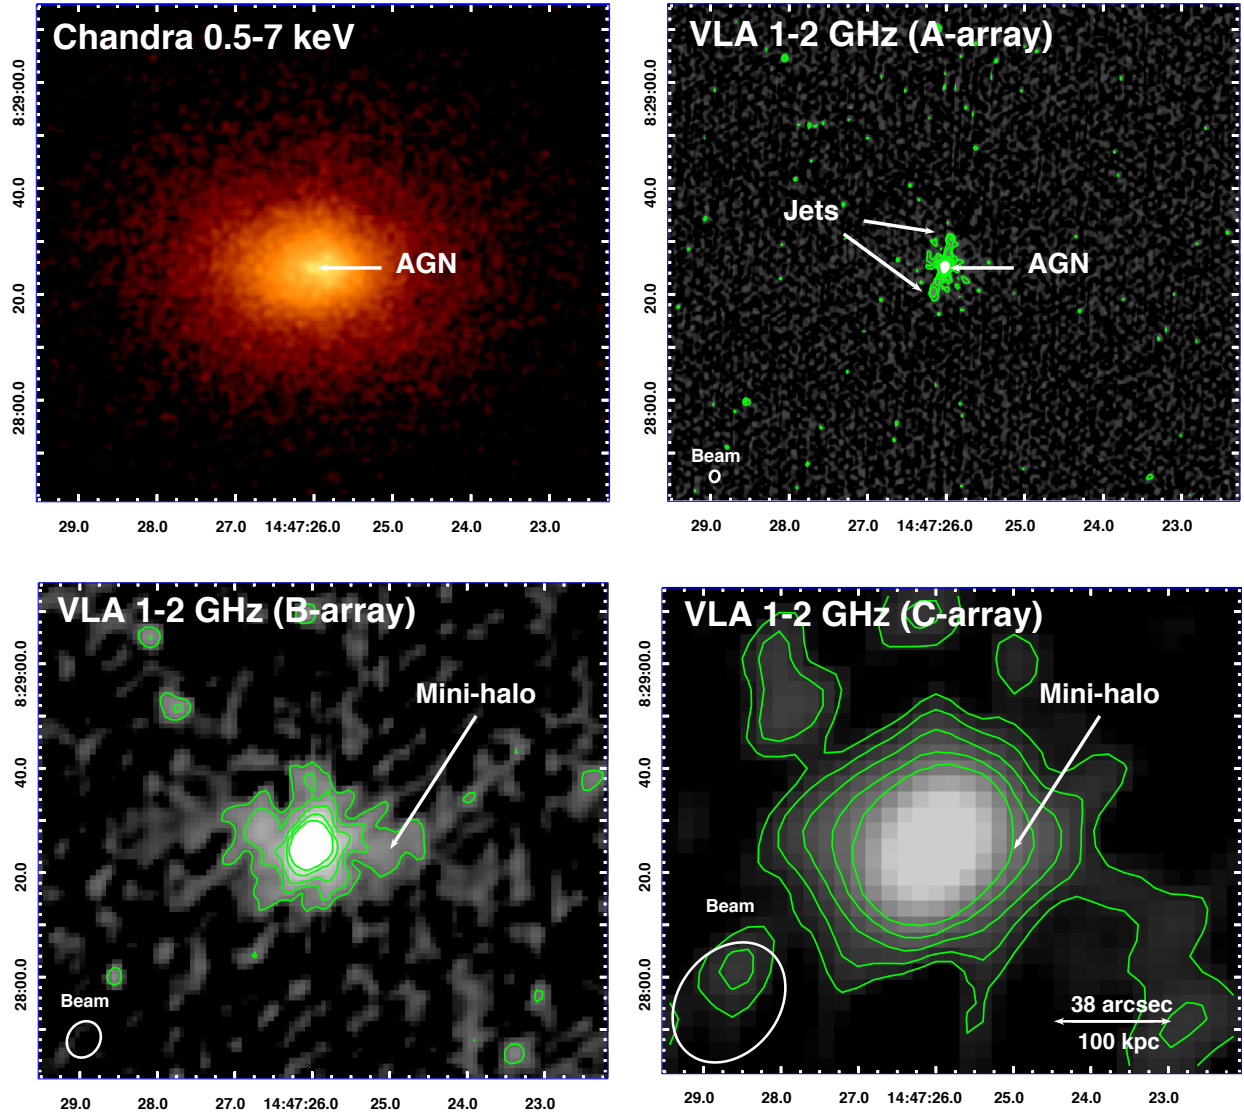 Chandra 0.5-7 keV
AGN
8:29:00.0
40.0
20.0
28:00.0
29.0 28.0 27.0 14:47:26.0 25.0 24.0 23.0
VLA 1-2 GHz (A-array)
Jets
AGN
Beam
8:29:00.0
40.0
20.0
28:00.0
29.0 28.0 27.0 14:47:26.0 25.0 24.0 23.0
VLA 1-2 GHz (B-array)
Mini-halo
Beam
8:29:00.0
40.0
20.0
28:00.0
29.0 28.0 27.0 14:47:26.0 25.0 24.0 23.0
VLA 1-2 GHz (C-array)
Mini-halo
Beam
38 arcsec
100 kpc
8:29:00.0
40.0
20.0
28:00.0
29.0 28.0 27.0 14:47:26.0 25.0 24.0 23.0